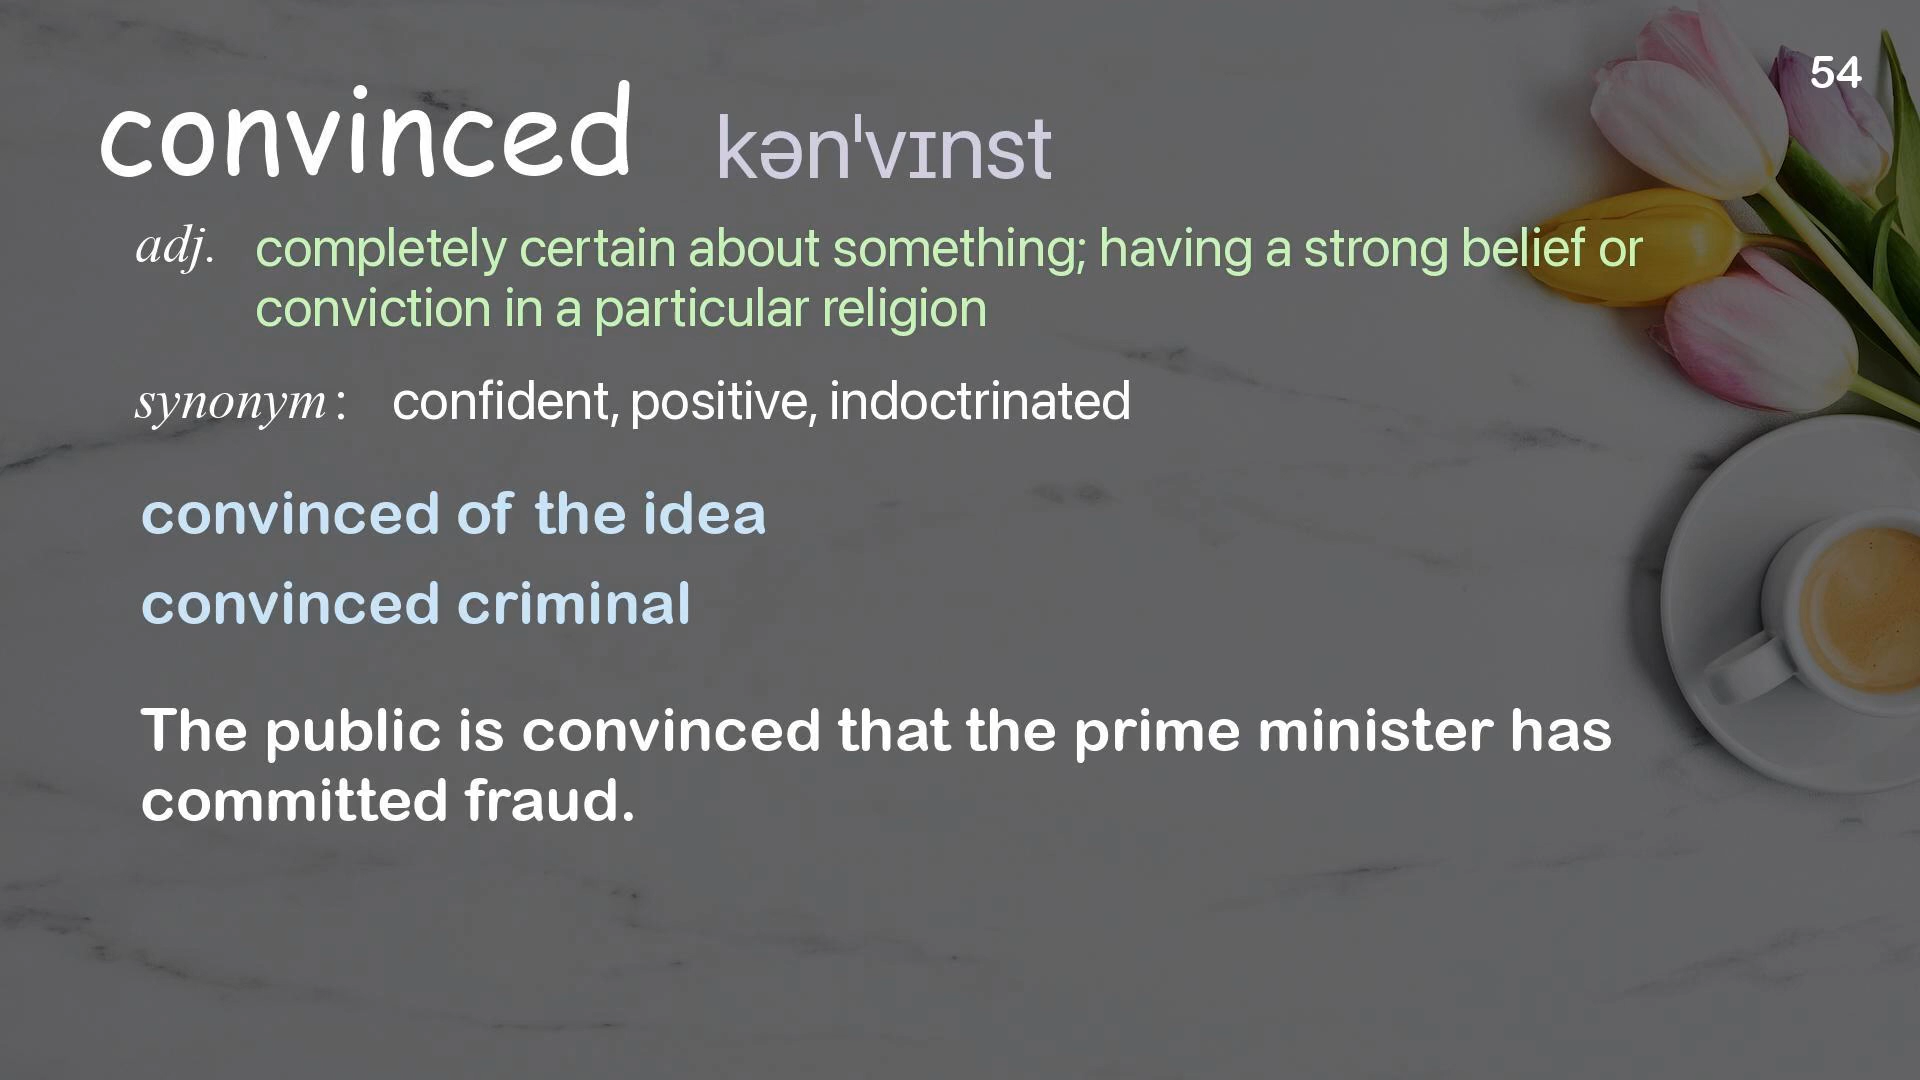 54
convinced kən'vɪnst
adj. completely certain about something; having a strong belief or
conviction in a particular religion
synonym : confident, positive, indoctrinated
convinced of the idea
convinced criminal
The public is convinced that the prime minister has
committed fraud.